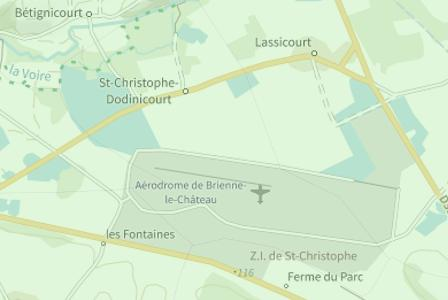 Bétignicourt
Lassicourt
la Voire
St-Christophe-
Dodinicourt
Aérodrome de Brienne-
le-Château
les Fontaines
Z.I. de St-Christophe
116
Ferme du Parc